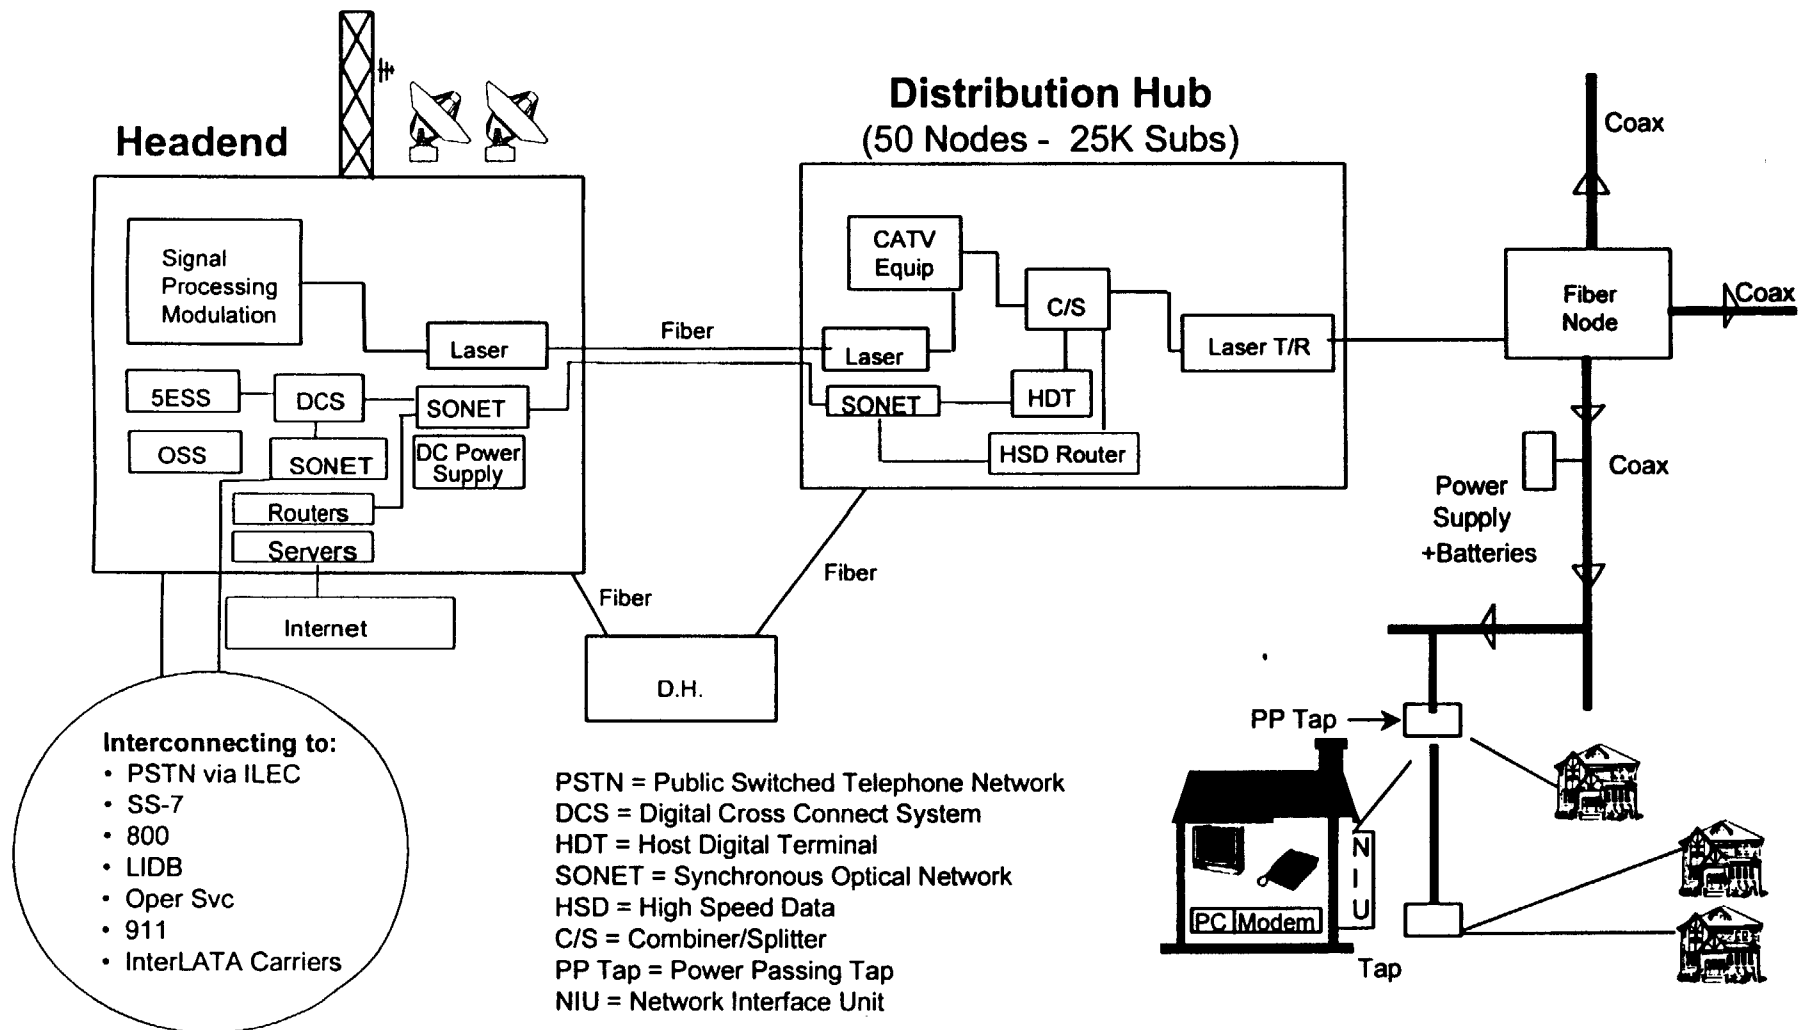 Headend
Distribution Hub
(50 Nodes - 25K Subs)
Signal
Processing
Modulation
Laser
5ESS
DCS
SONET
OSS
SONET
DC Power
Supply
Routers
Servers
Internet
Fiber
CATV
Equip
C/S
Laser
Laser T/R
SONET
HDT
HSD Router
Fiber
Fiber
D.H.
Coax
Fiber
Node
Coax
Coax
Power
Supply
+Batteries
PP Tap
N
I
U
PC Modem
Tap
Interconnecting to:
• PSTN via ILEC
• SS-7
• 800
• LIDB
• Oper Svc
• 911
• InterLATA Carriers
PSTN = Public Switched Telephone Network
DCS = Digital Cross Connect System
HDT = Host Digital Terminal
SONET = Synchronous Optical Network
HSD = High Speed Data
C/S = Combiner/Splitter
PP Tap = Power Passing Tap
NIU = Network Interface Unit